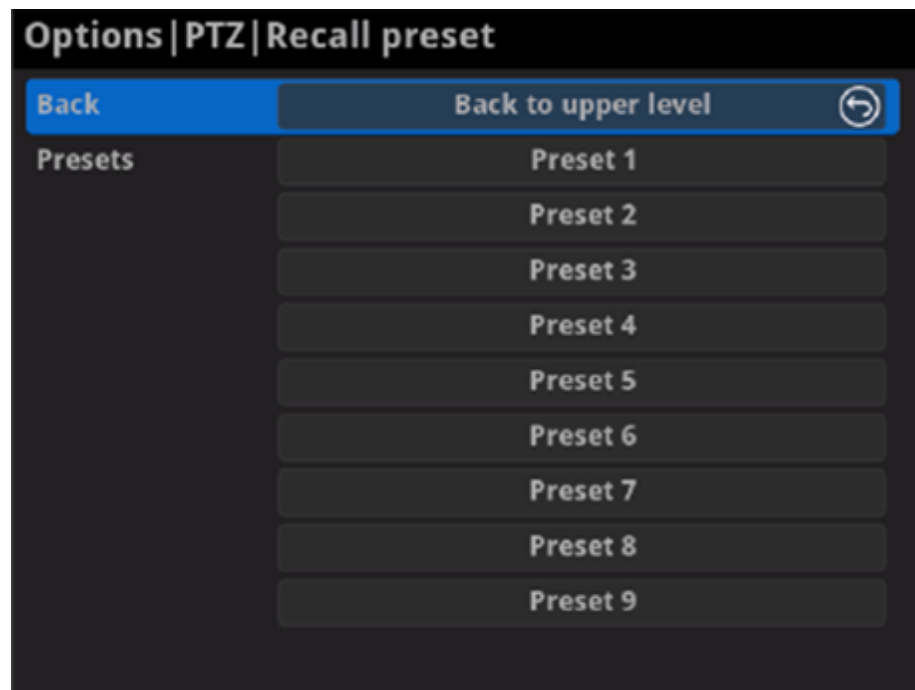 Options|PTZ|Recall preset
Back Back to upper level
Presets Preset 1
Preset 2
Preset 3
Preset 4
Preset 5
Preset 6
Preset 7
Preset 8
Preset 9